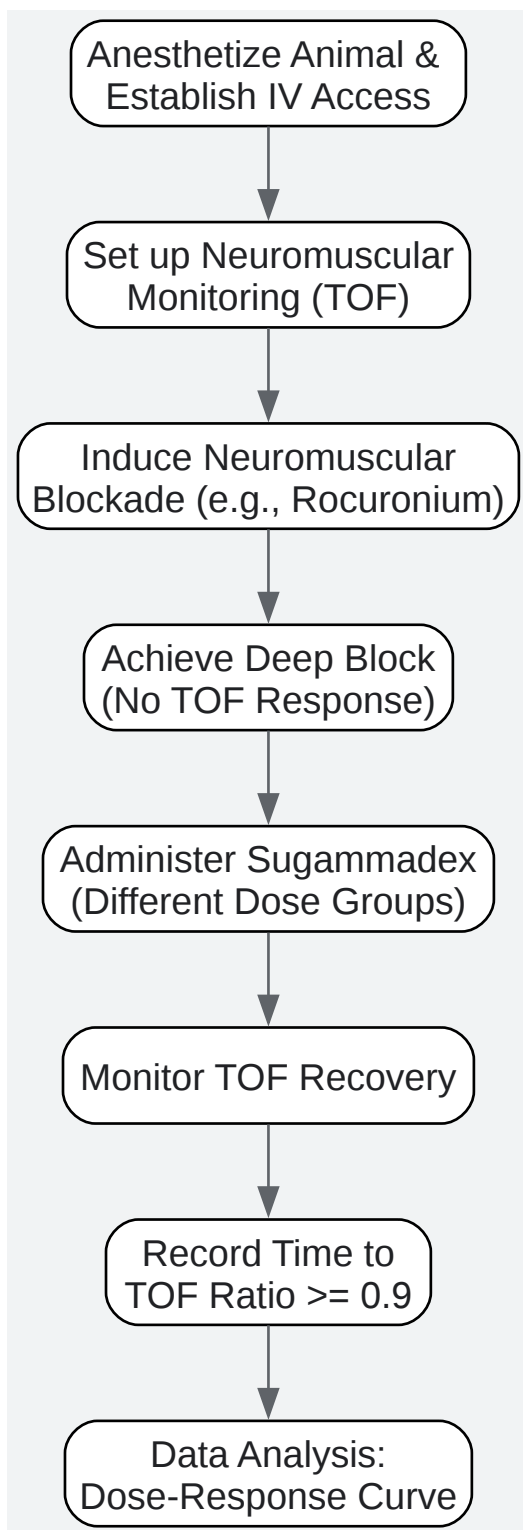 Anesthetize Animal &
Establish IV Access
Set up Neuromuscular
Monitoring (TOF)
Induce Neuromuscular
Blockade (e.g., Rocuronium)
Achieve Deep Block
(No TOF Response)
Administer Sugammadex
(Different Dose Groups)
Monitor TOF Recovery
Record Time to
TOF Ratio >= 0.9
Data Analysis:
Dose-Response Curve